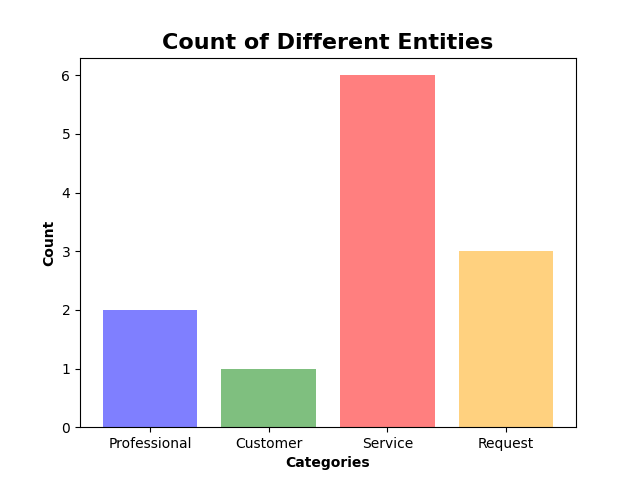 Count of Different Entities
6
5
4
3
2
1
0
Count
Professional Customer Service Request
Categories